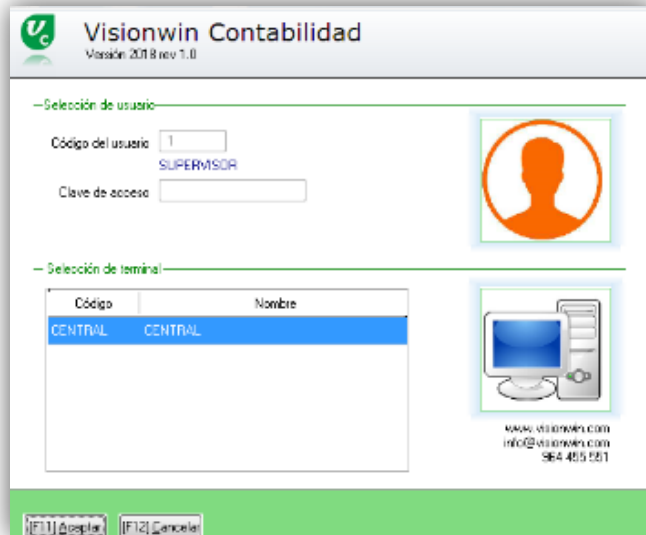 Visionwin Contabilidad
Versión 2018 rev 1.0
Selección de usuario
Código del usuario 1
SUPERVISOR
Clave de acceso
Selección de terminal
Código Nombre
CENTRAL CENTRAL
www.visionwin.com
info@visionwin.com
964 455 551
[F11] Aceptar [F12] Cancelar